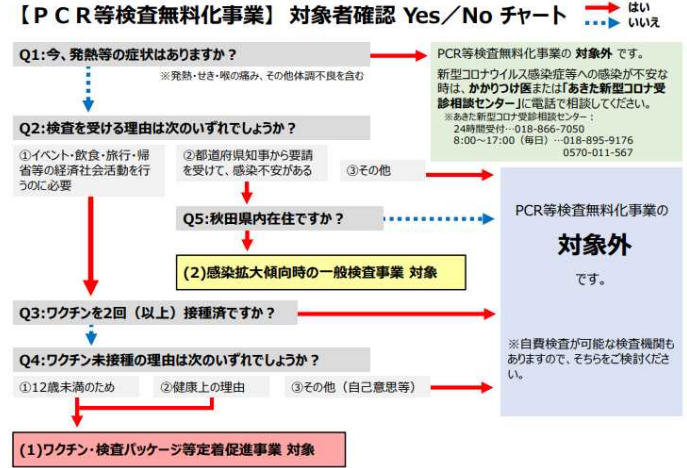 【PCR等検査無料化事業】対象者確認 Yes／No チャート
はい
いいえ
Q1:今、発熱等の症状はありますか？
※発熱・せき・喉の痛み、その他体調不良を含む
PCR等検査無料化事業の 対象外 です。
新型コロナウイルス感染症等への感染が不安な
時は、かかりつけ医または「あきた新型コロナ受
診相談センター」に電話で相談してください。
※あきた新型コロナ受診相談センター：
24時間受付…018-866-7050
8:00～17:00（毎日）…018-895-9176
0570-011-567
Q2:検査を受ける理由は次のいずれでしょうか？
①イベント・飲食・旅行・帰
省等の経済社会活動を行
うのに必要
②都道府県知事から要請
を受けて、感染不安がある
③その他
Q5:秋田県内在住ですか？
(2)感染拡大傾向時の一般検査事業 対象
PCR等検査無料化事業の
対象外
です。
※自費検査が可能な検査機関も
ありますので、そちらをご検討くださ
い。
Q3:ワクチンを2回（以上）接種済ですか？
Q4:ワクチン未接種の理由は次のいずれでしょうか？
①12歳未満のため
②健康上の理由
③その他（自己意思等）
(1)ワクチン・検査パッケージ等定着促進事業 対象